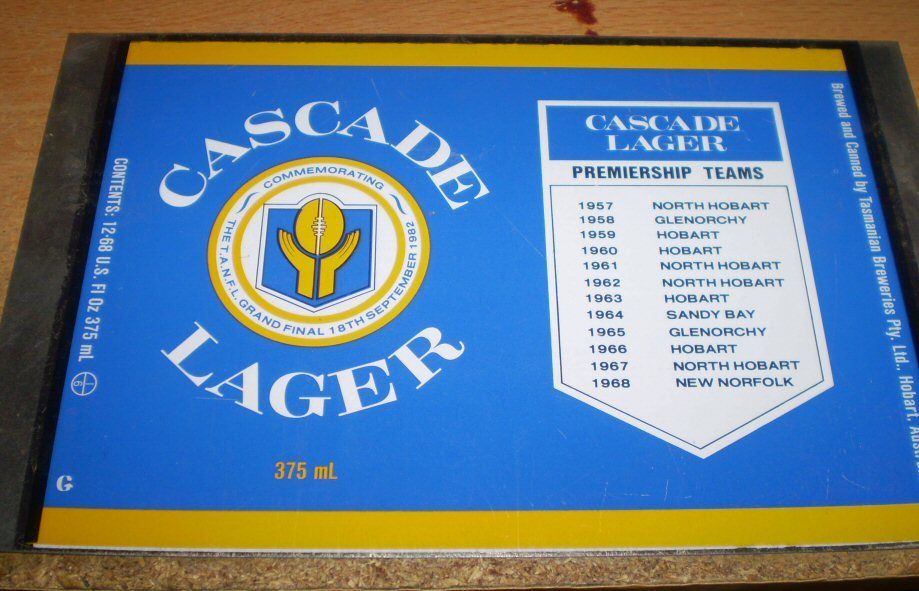 CASCADE
COMMEMORATING
THE T.A.N.F.L. GRAND FINAL 18TH SEPTEMBER 1982
LAGER
375 mL
CONTENTS: 12·68 U.S. Fl Oz 375 mL
6
G
CASCADE
LAGER
PREMIERSHIP TEAMS
1957 NORTH HOBART
1958 GLENORCHY
1959 HOBART
1960 HOBART
1961 NORTH HOBART
1962 NORTH HOBART
1963 HOBART
1964 SANDY BAY
1965 GLENORCHY
1966 HOBART
1967 NORTH HOBART
1968 NEW NORFOLK
Brewed and Canned by Tasmanian Breweries Pty. Ltd., Hobart,